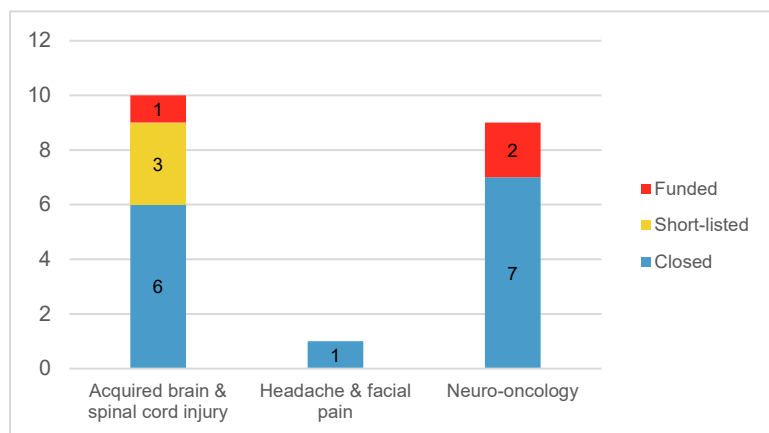 12
10
8
6
4
2
0
1
3
6
1
2
7
Acquired brain &
spinal cord injury
Headache & facial
pain
Neuro-oncology
Funded
Short-listed
Closed